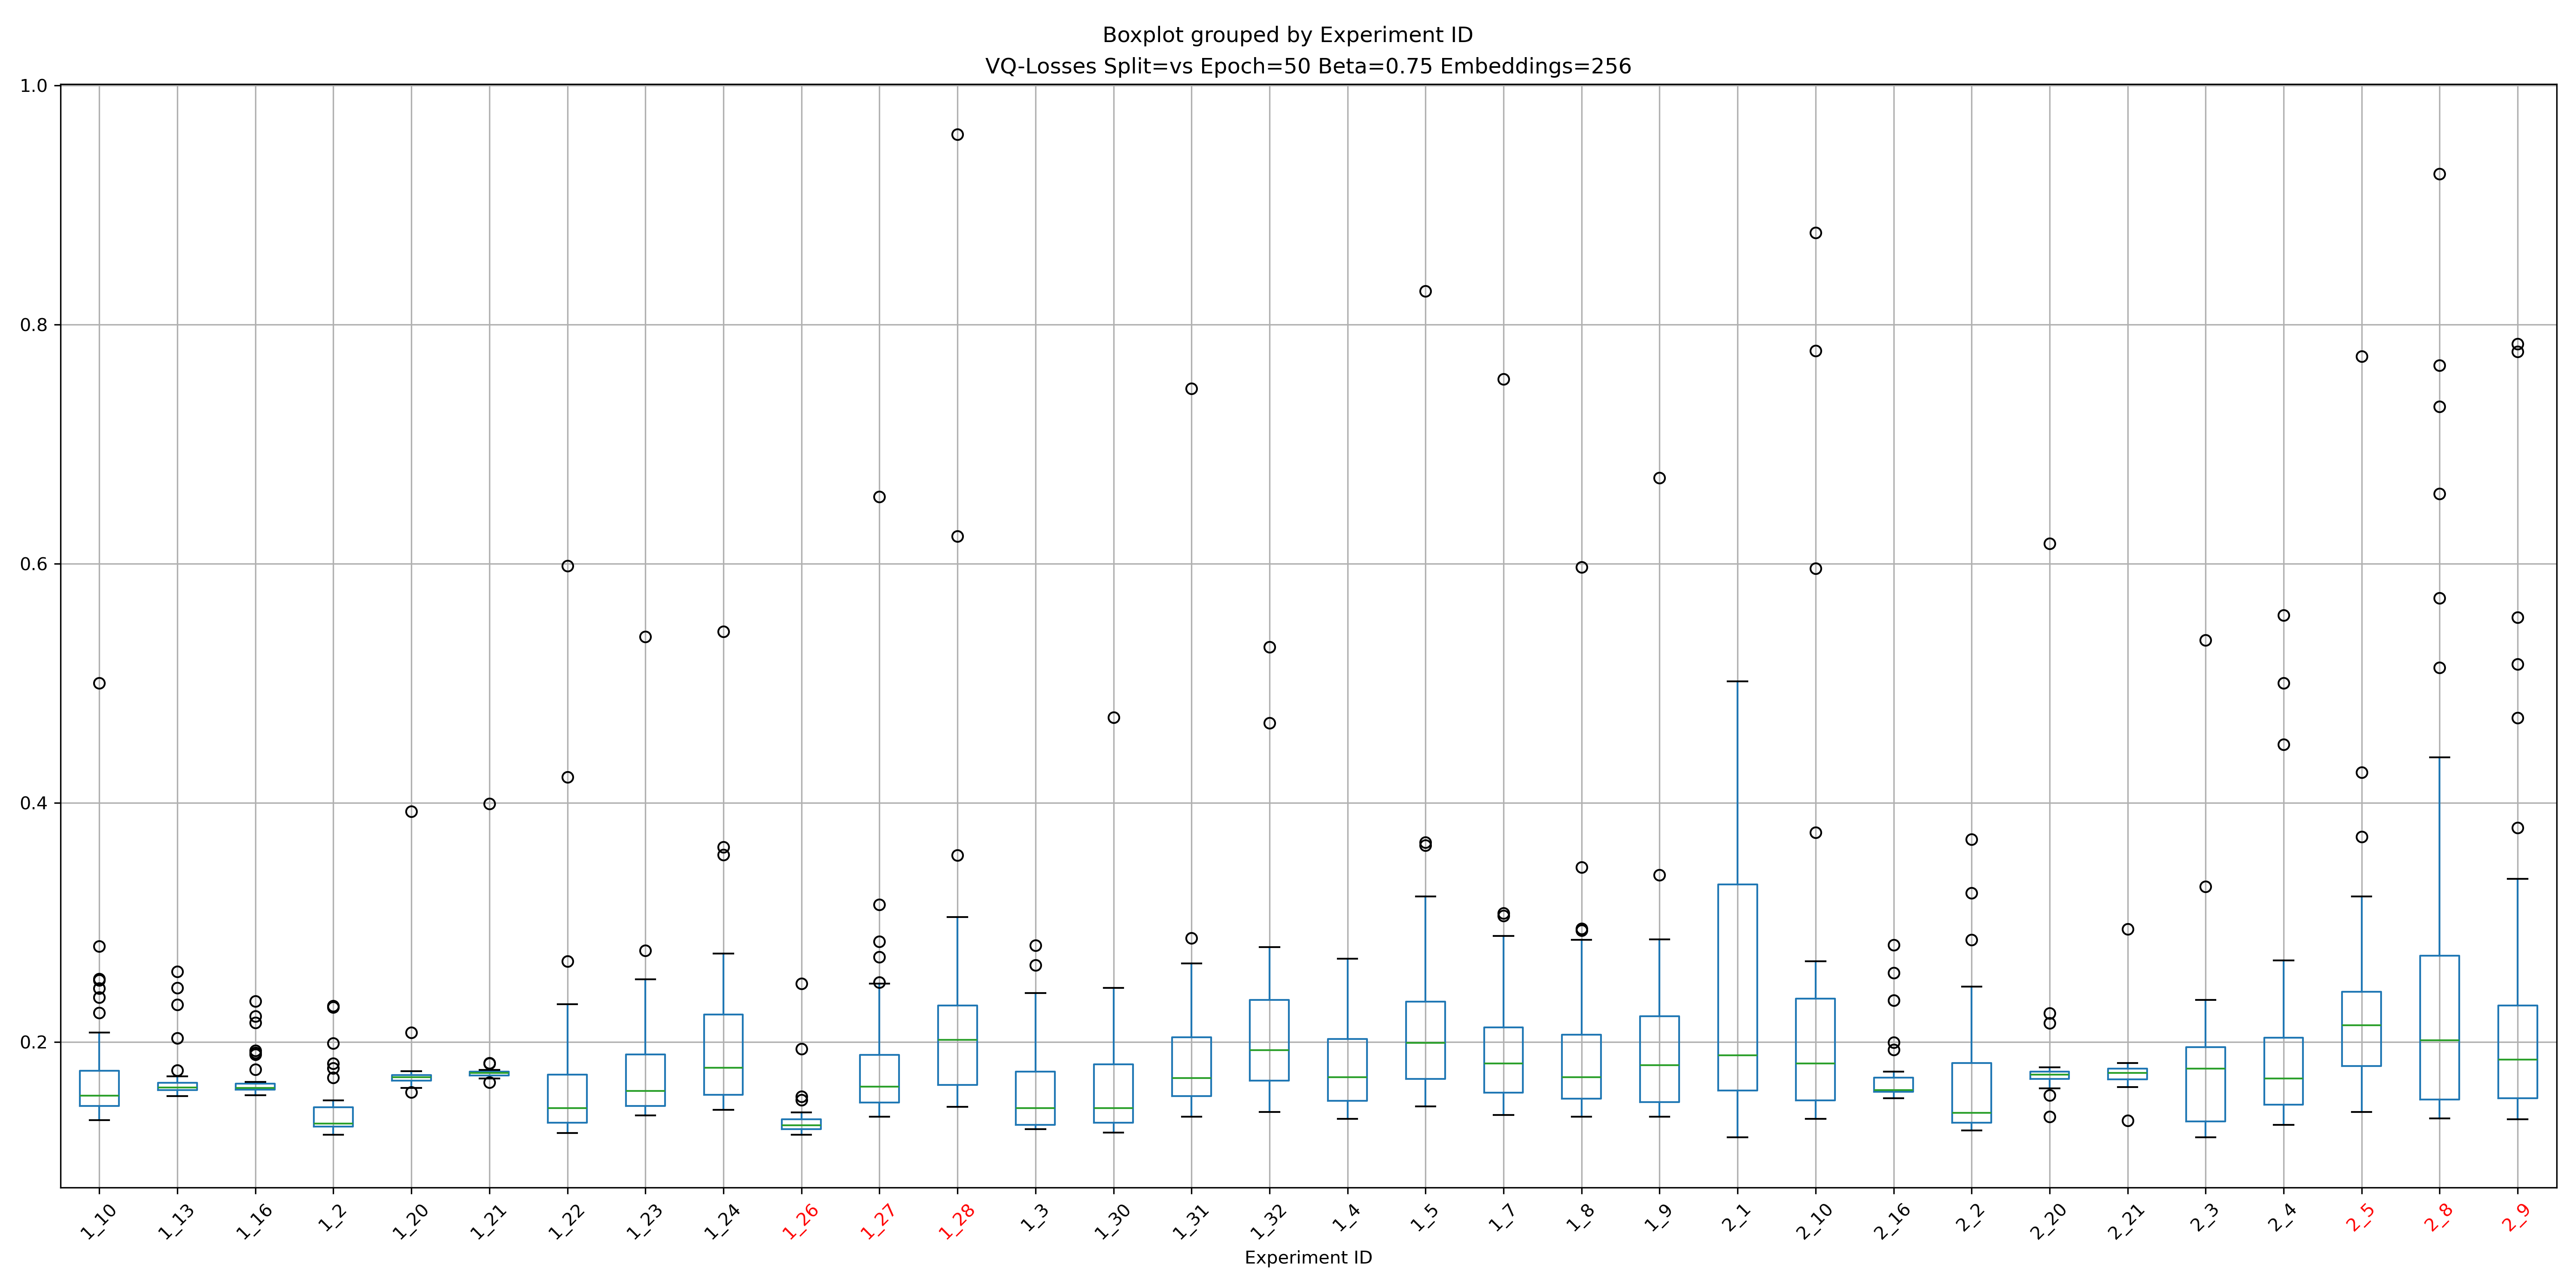 Boxplot grouped by Experiment ID
VQ-Losses Split=vs Epoch=50 Beta=0.75 Embeddings=256
1.0
0.8
0.6
0.4
0.2
1_10 1_13 1_16 1_2 1_20 1_21 1_22 1_23 1_24 1_26 1_27 1_28 1_3 1_30 1_31 1_32 1_4 1_5 1_7 1_8 1_9 2_1 2_10 2_16 2_2 2_20 2_21 2_3 2_4 2_5 2_8 2_9
Experiment ID